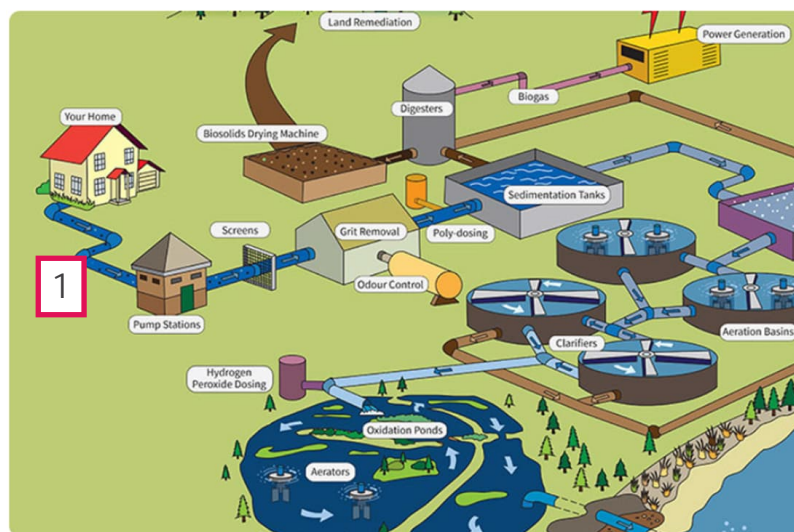 Land Remediation
Power Generation
Your Home
Digesters
Biogas
Biosolids Drying Machine
Sedimentation Tanks
Screens
Grit Removal
Poly-dosing
1
Odour Control
Pump Stations
Aeration Basins
Clarifiers
Hydrogen
Peroxide Dosing
Oxidation Ponds
Aerators